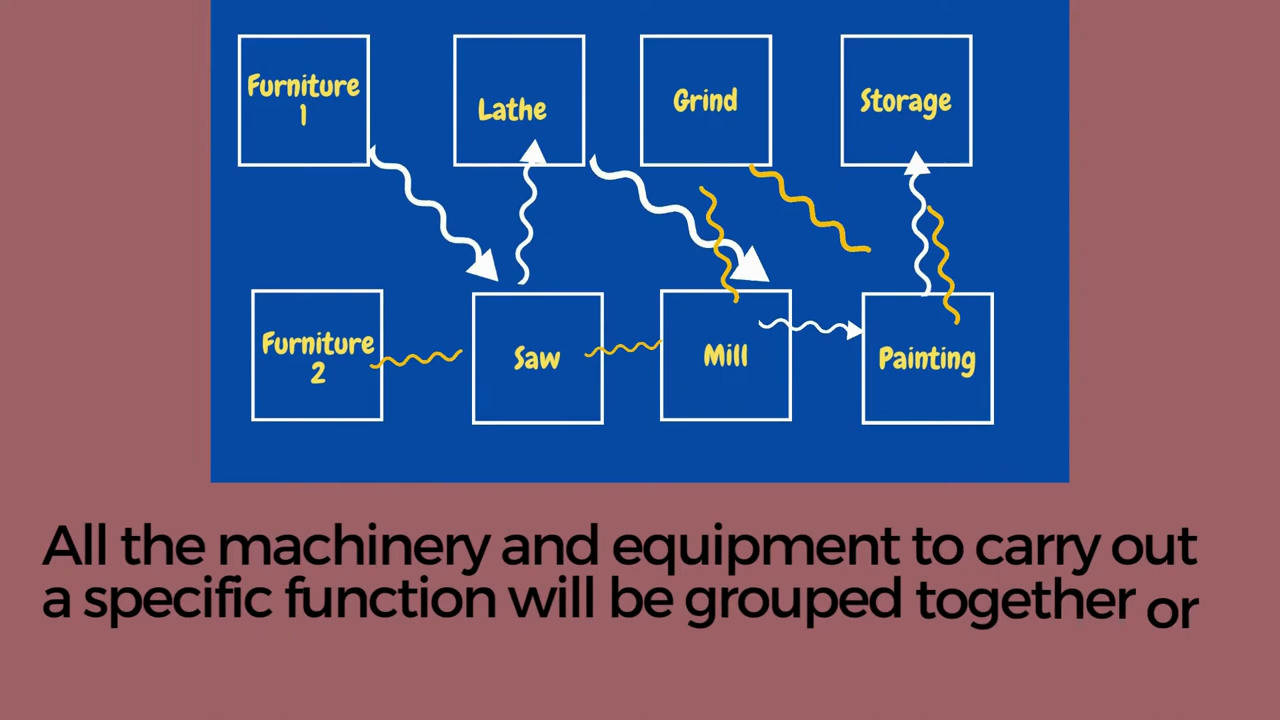 Furniture
1
Lathe
Grind
Storage
Furniture
2
Saw
Mill
Painting
All the machinery and equipment to carry out
a specific function will be grouped together or